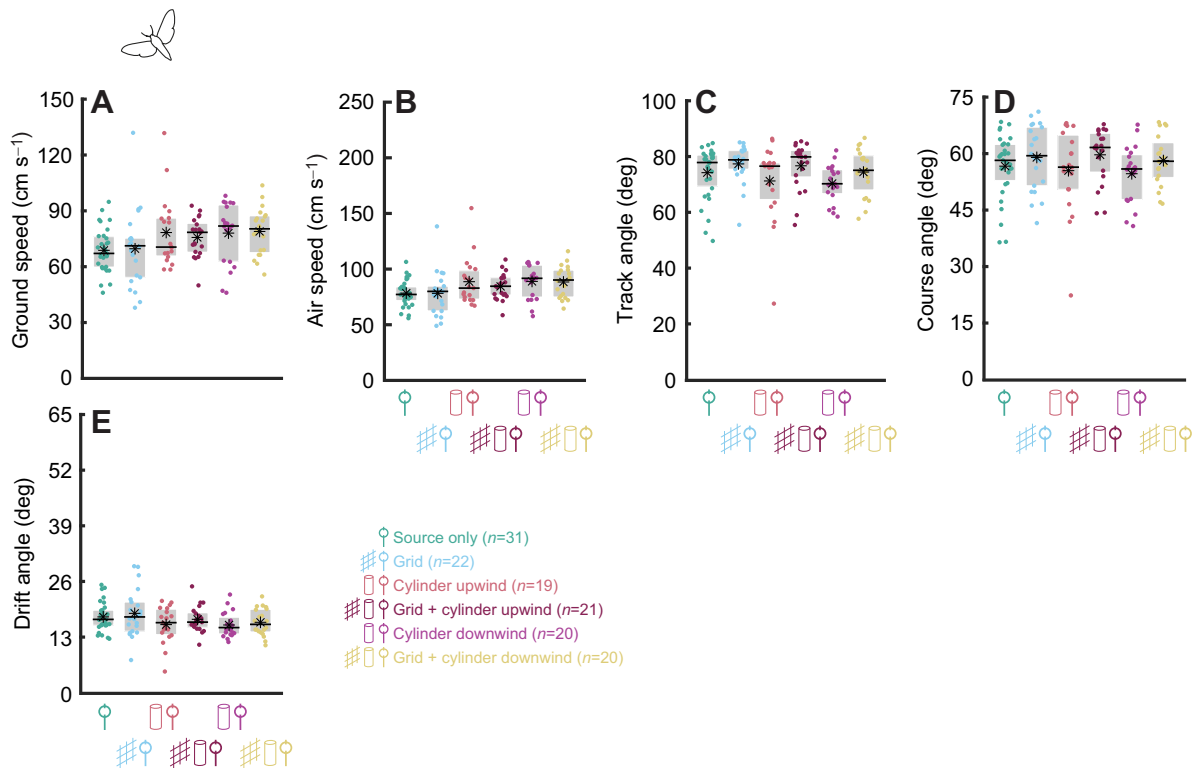 A
Ground speed (cm s⁻¹)
150
120
90
60
30
0
B
Air speed (cm s⁻¹)
250
200
150
100
50
0
C
Track angle (deg)
100
80
60
40
20
0
D
Course angle (deg)
75
60
45
30
15
0
E
Drift angle (deg)
65
52
39
26
13
0
Source only (n=31)
Grid (n=22)
Cylinder upwind (n=19)
Grid + cylinder upwind (n=21)
Cylinder downwind (n=20)
Grid + cylinder downwind (n=20)